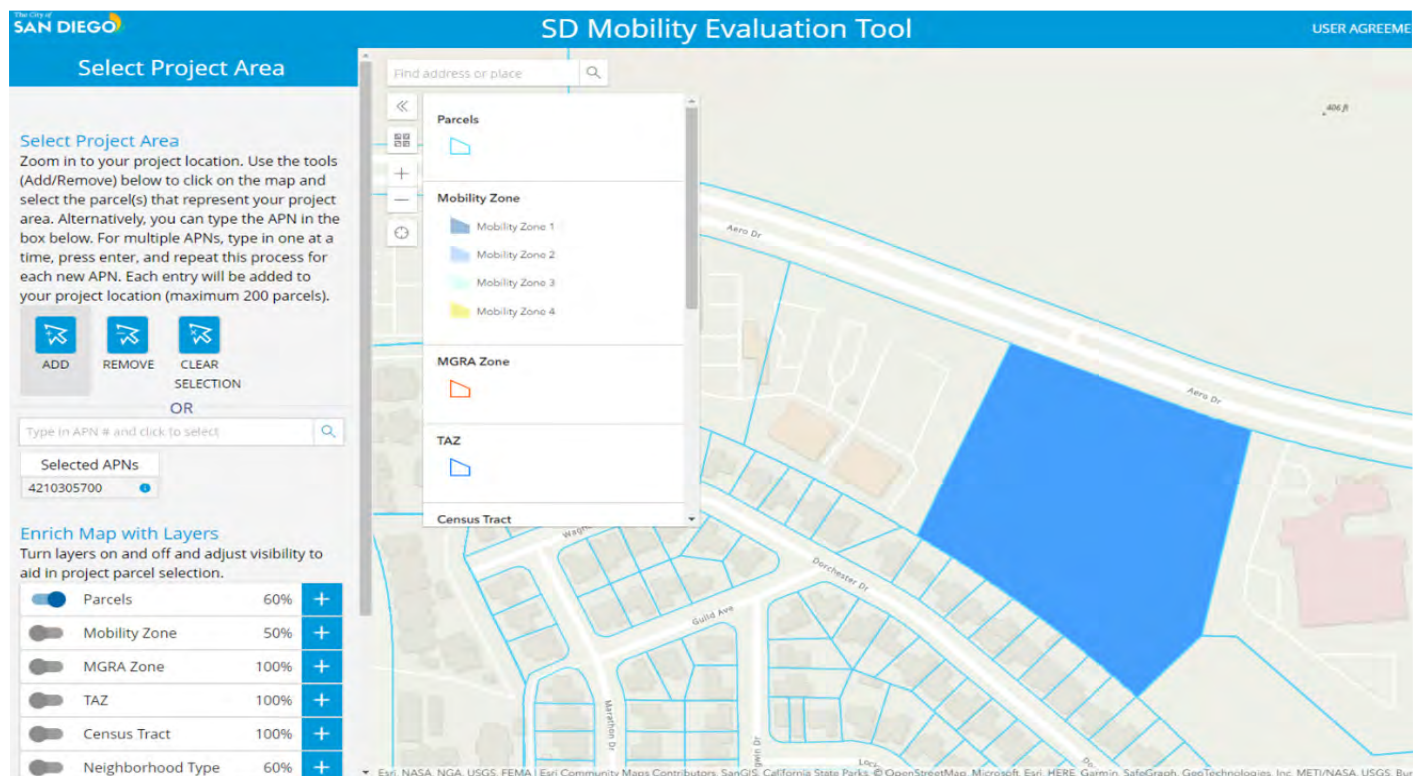 The City of
SAN DIEGO
SD Mobility Evaluation Tool
USER AGREEME
Select Project Area
Select Project Area
Zoom in to your project location. Use the tools
(Add/Remove) below to click on the map and
select the parcel(s) that represent your project
area. Alternatively, you can type the APN in the
box below. For multiple APNs, type in one at a
time, press enter, and repeat this process for
each new APN. Each entry will be added to
your project location (maximum 200 parcels).
ADD
REMOVE
CLEAR
SELECTION
OR
Type in APN # and click to select
Selected APNs
4210305700
Enrich Map with Layers
Turn layers on and off and adjust visibility to
aid in project parcel selection.
Parcels 60%
Mobility Zone 50%
MGRA Zone 100%
TAZ 100%
Census Tract 100%
Neighborhood Type 60%
Find address or place
Parcels
Mobility Zone
Mobility Zone 1
Mobility Zone 2
Mobility Zone 3
Mobility Zone 4
MGRA Zone
TAZ
Census Tract
406 ft
Aero Dr
Aero Dr
Wagn
Dorchester Dr
Guild Ave
Marathon Dr
gwin Dr
Lock
Do
Esri, NASA, NGA, USGS, FEMA | Esri Community Maps Contributors, SanGIS, California State Parks, © OpenStreetMap, Microsoft, Esri, HERE, Garmin, SafeGraph, GeoTechnologies, Inc, METI/NASA, USGS, Bu